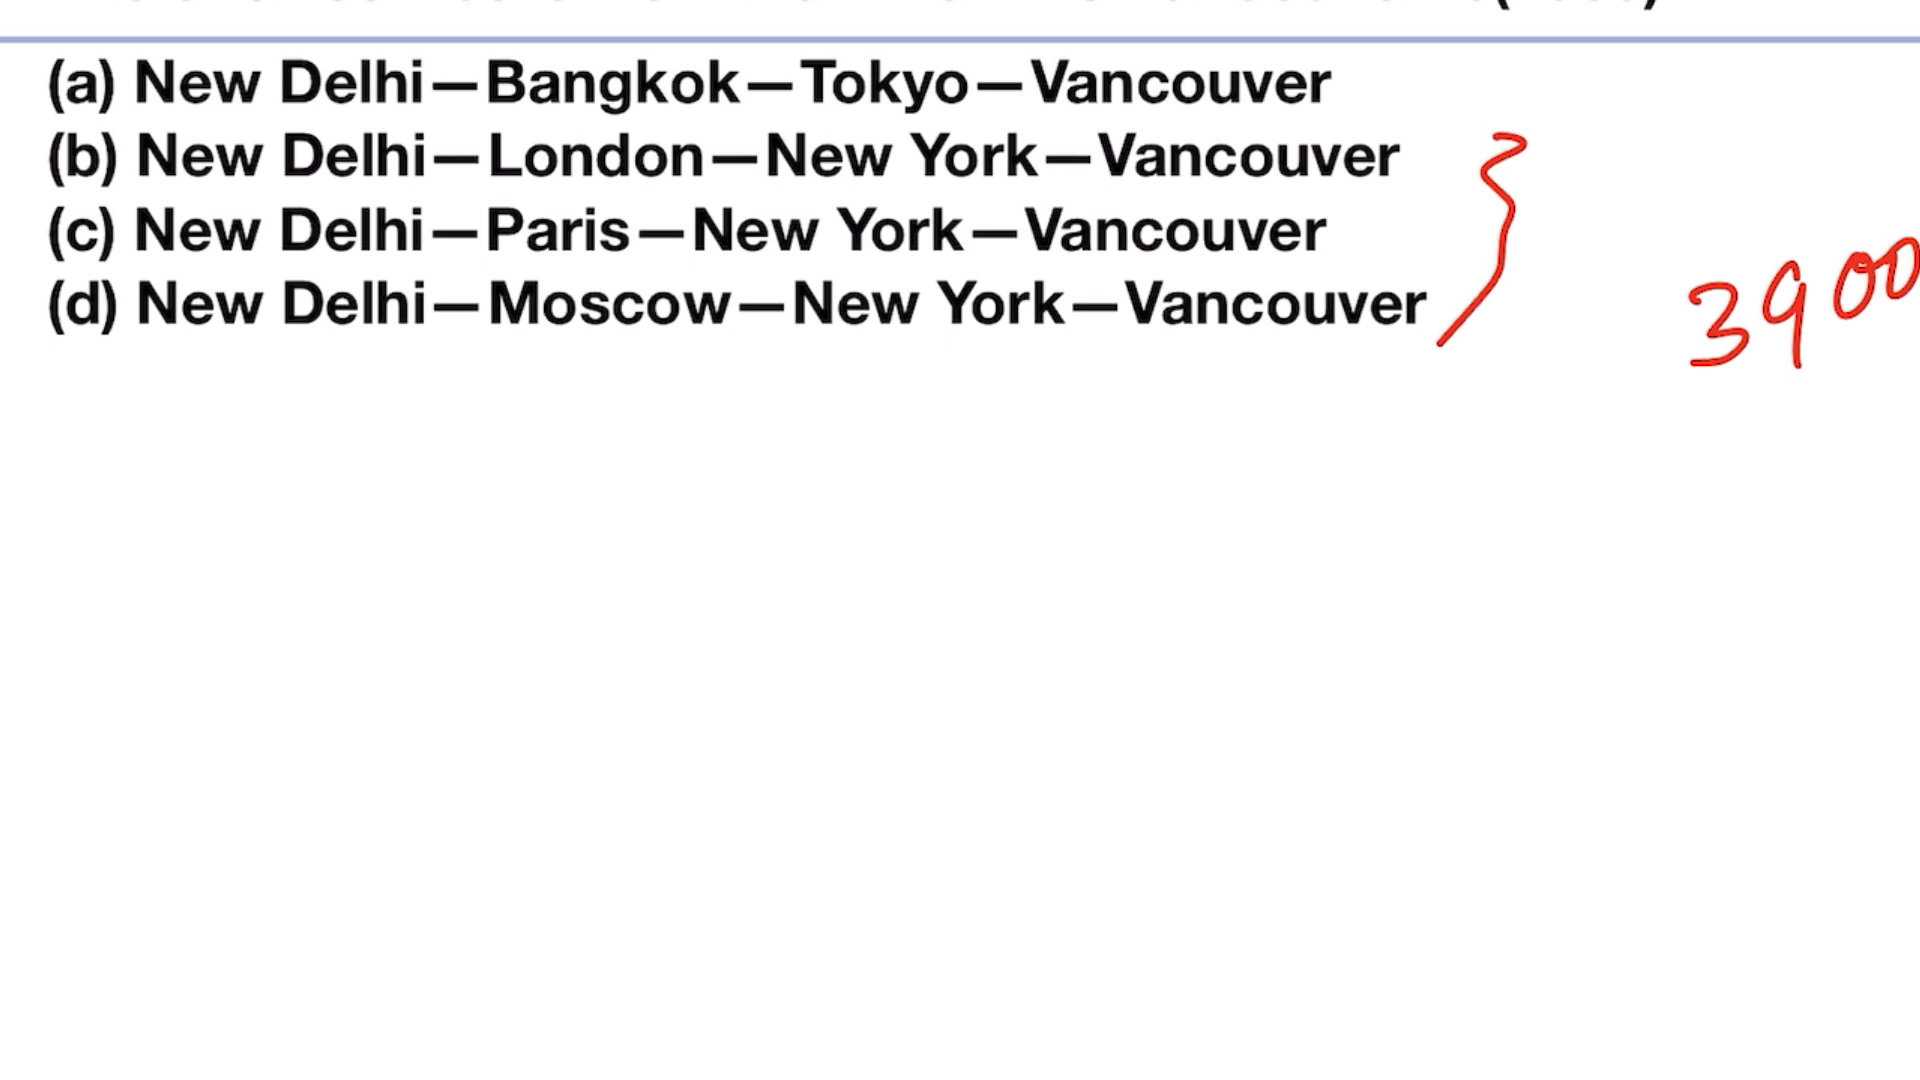 (a) New Delhi—Bangkok—Tokyo—Vancouver
(b) New Delhi—London—New York—Vancouver
(c) New Delhi—Paris—New York—Vancouver
(d) New Delhi—Moscow—New York—Vancouver
3900